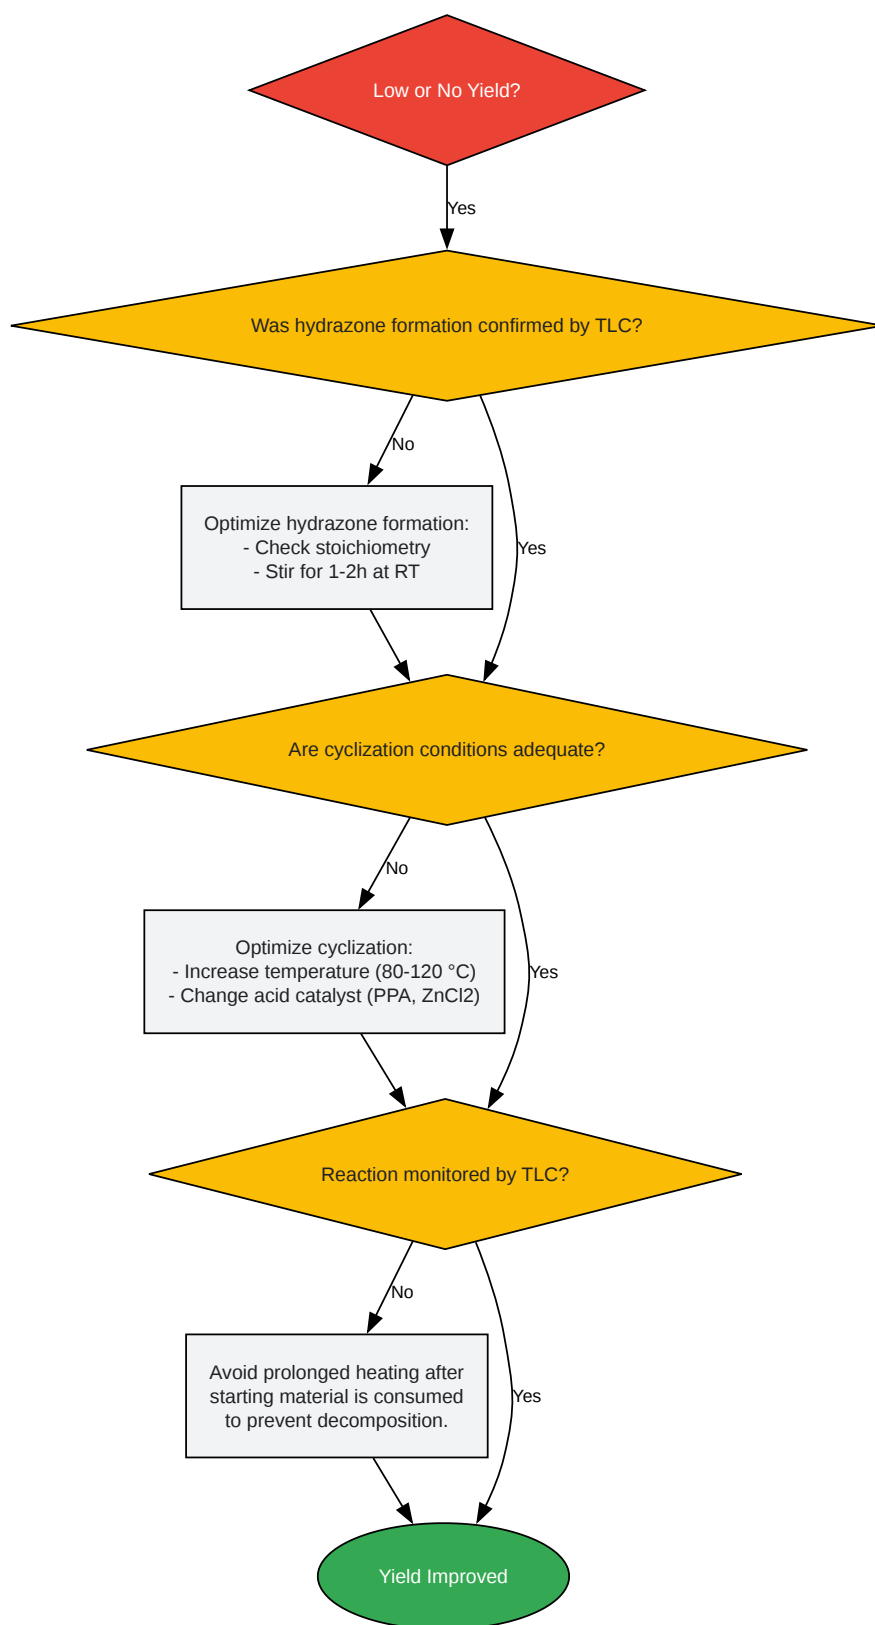 Low or No Yield?
Yes
Was hydrazone formation confirmed by TLC?
No
Optimize hydrazone formation:
- Check stoichiometry
- Stir for 1-2h at RT
Yes
Are cyclization conditions adequate?
No
Optimize cyclization:
- Increase temperature (80-120 °C)
- Change acid catalyst (PPA, ZnCl2)
Yes
Reaction monitored by TLC?
No
Avoid prolonged heating after
starting material is consumed
to prevent decomposition.
Yes
Yield Improved